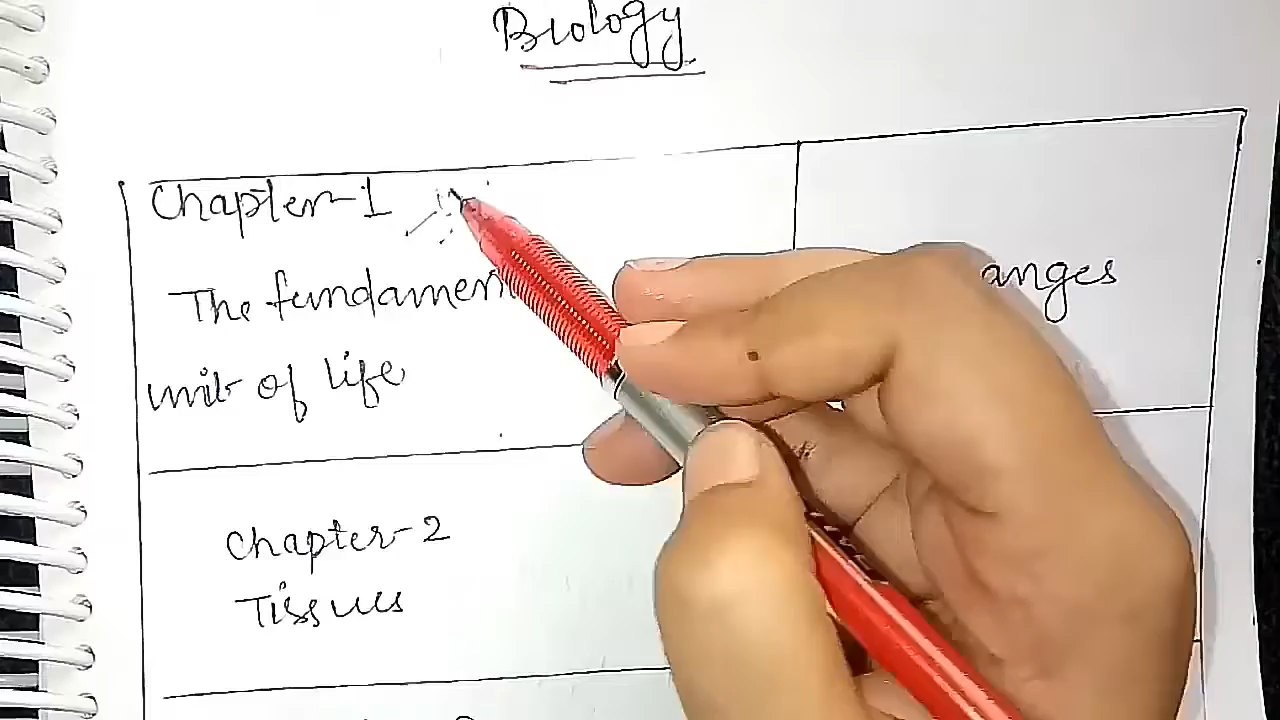 Biology
Chapter-1
The fundamen
unit of life
anges
Chapter-2
Tissues